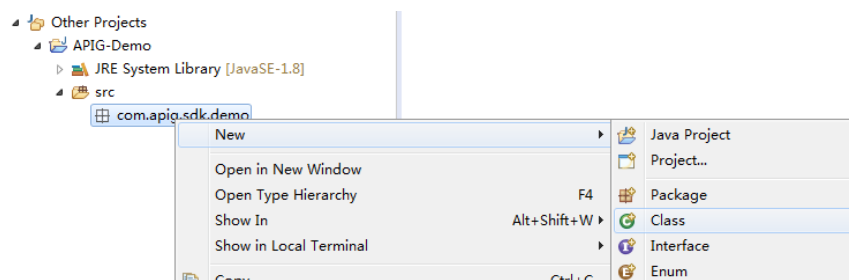 Other Projects
APIG-Demo
JRE System Library [JavaSE-1.8]
src
com.apig.sdk.demo
New
Open in New Window
Open Type Hierarchy F4
Show In Alt+Shift+W
Show in Local Terminal
Copy Ctrl+C
Java Project
Project...
Package
Class
Interface
Enum